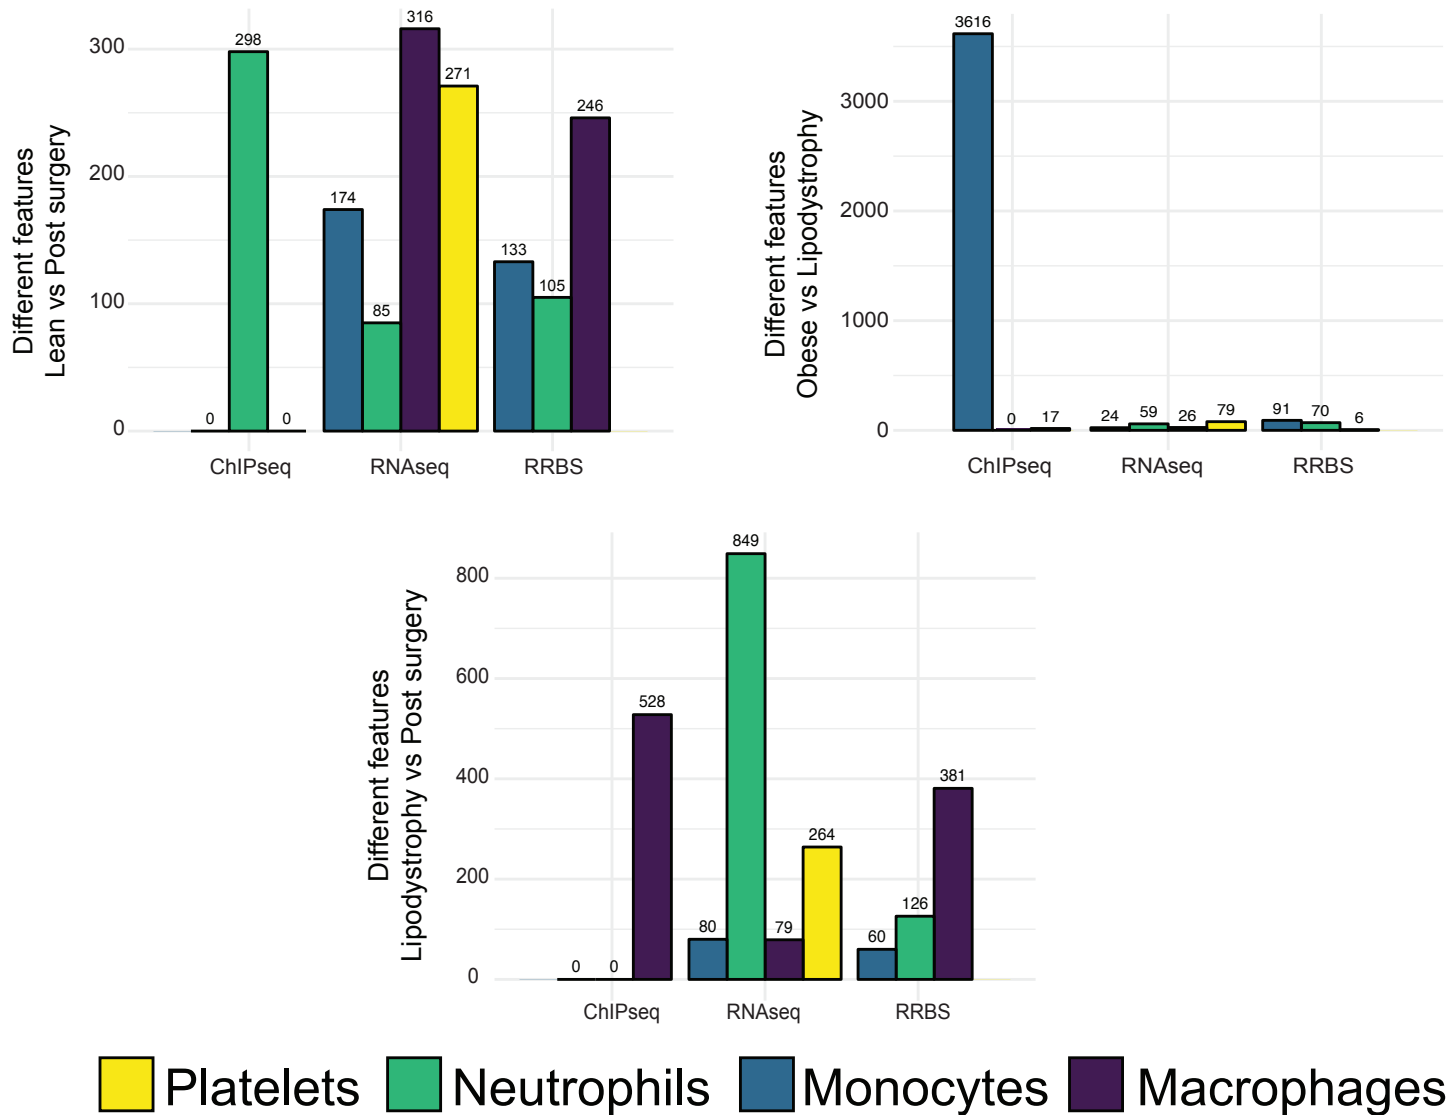 Different features
Lean vs Post surgery
300
200
100
0
0
298
0
174
85
316
271
133
105
246
ChIPseq
RNAseq
RRBS
Different features
Obese vs Lipodystrophy
3000
2000
1000
0
3616
0
17
24
59
26
79
91
70
6
ChIPseq
RNAseq
RRBS
Different features
Lipodystrophy vs Post surgery
800
600
400
200
0
0
0
528
80
849
79
264
60
126
381
ChIPseq
RNAseq
RRBS
Platelets
Neutrophils
Monocytes
Macrophages